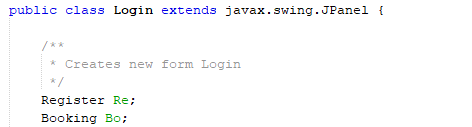 public class Login extends javax.swing.JPanel {
/**
* Creates new form Login
*/
Register Re;
Booking Bo;